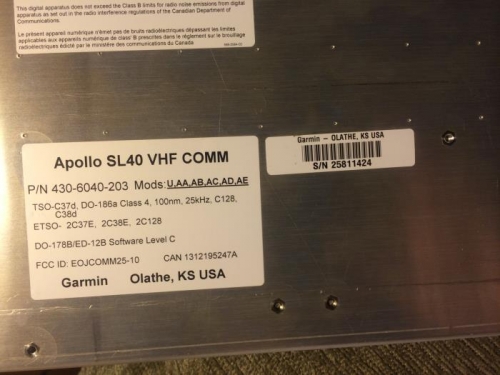 This digital apparatus does not exceed the Class B limits for radio noise emissions from digital
apparatus as set out in the radio interference regulations of the Canadian Department of
Communications.
Le présent appareil numérique n'émet pas de bruits radioélectriques dépassant les limites
applicables aux appareils numérique de class' B prescrites dans le règlement sur le brouillage
radioélectriques édicté par le ministère des communications du Canada
Garmin - OLATHE, KS USA
S/N 25811424
Apollo SL40 VHF COMM
P/N 430-6040-203 Mods: U,AA,AB,AC,AD,AE
TSO-C37d, DO-186a Class 4, 100nm, 25kHz, C128,
C38d
ETSO- 2C37E, 2C38E, 2C128
DO-178B/ED-12B Software Level C
FCC ID: EOJCOMM25-10 CAN 1312195247A
Garmin Olathe, KS USA